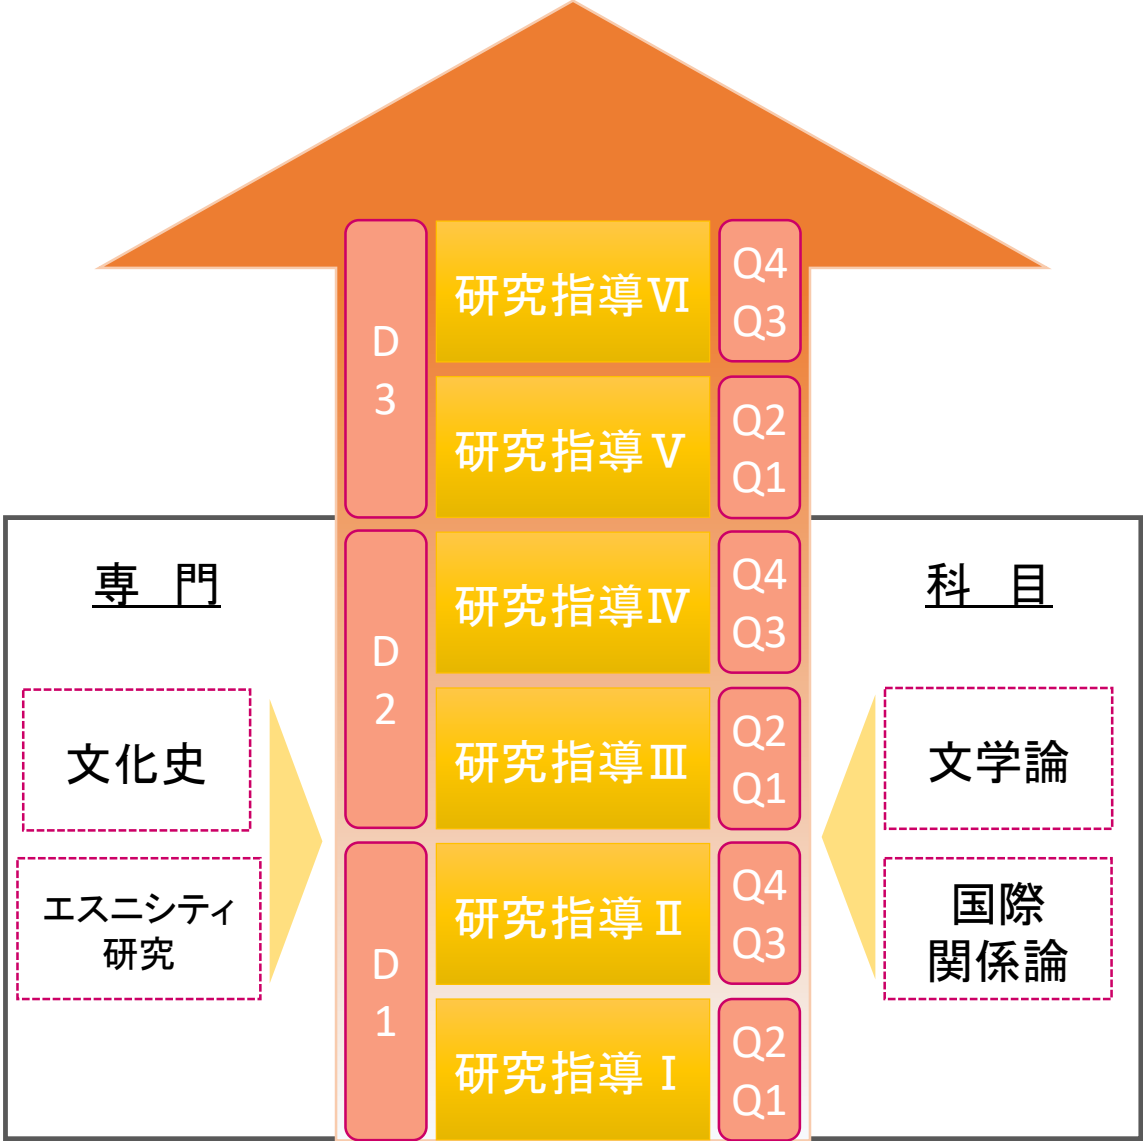 D
3
研究指導Ⅵ
Q4
Q3
研究指導Ⅴ
Q2
Q1
専　門
科　目
D
2
研究指導Ⅳ
Q4
Q3
研究指導Ⅲ
Q2
Q1
文化史
文学論
エスニシティ
研究
国際
関係論
D
1
研究指導Ⅱ
Q4
Q3
研究指導Ⅰ
Q2
Q1